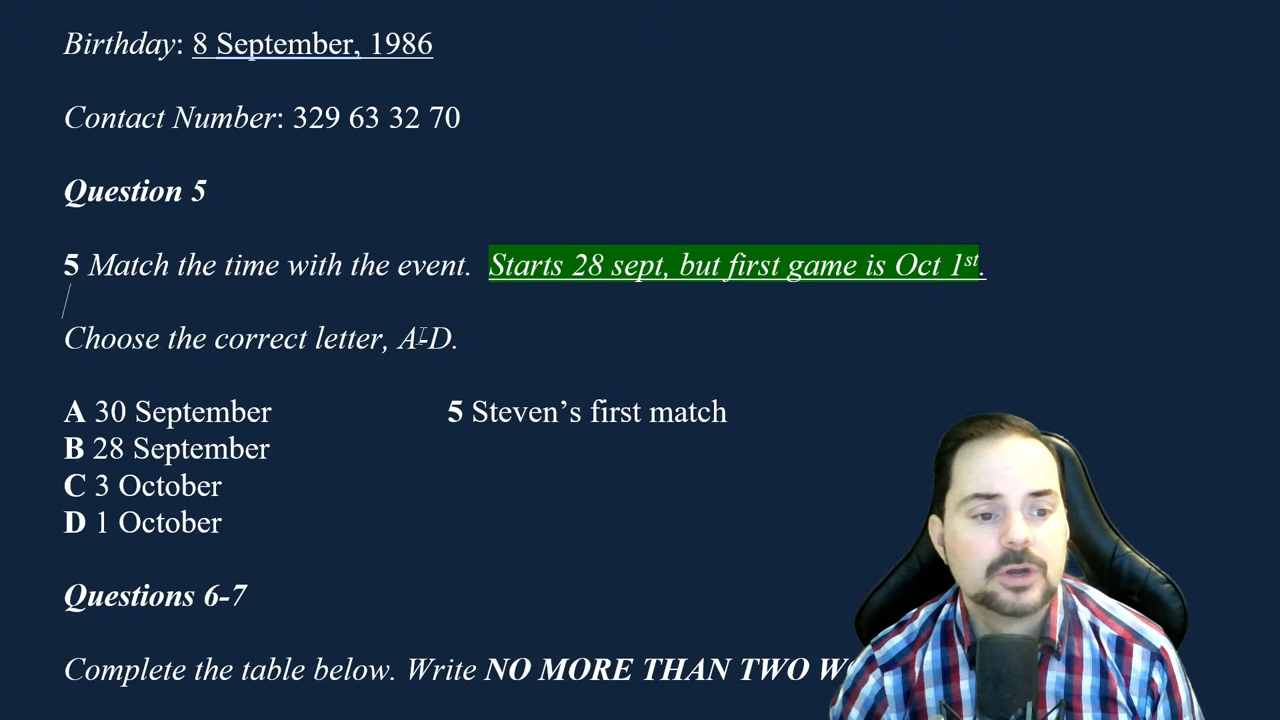 Birthday: 8 September, 1986
Contact Number: 329 63 32 70
Question 5
5 Match the time with the event. Starts 28 sept, but first game is Oct 1st.
Choose the correct letter, A-D.
A 30 September 5 Steven’s first match
B 28 September
C 3 October
D 1 October
Questions 6-7
Complete the table below. Write NO MORE THAN TWO